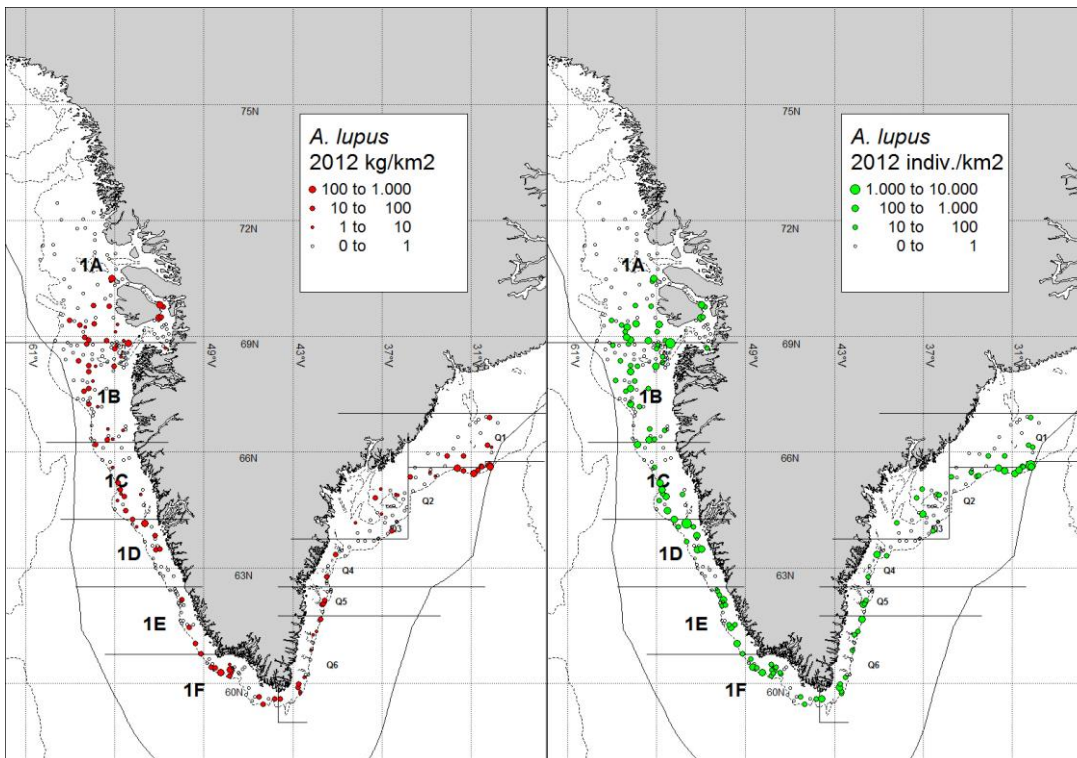 A. lupus
2012 kg/km2
100 to 1.000
10 to 100
1 to 10
0 to 1
75N
72N
1A
69N
61°V
49°V
43°V
37°V
31°V
1B
Q1
66N
1C
Q2
Q3
1D
63N
Q4
Q5
1E
Q6
1F
60N
A. lupus
2012 indiv./km2
1.000 to 10.000
100 to 1.000
10 to 100
0 to 1
75N
72N
1A
69N
61°V
49°V
43°V
37°V
31°V
1B
Q1
66N
1C
Q2
Q3
1D
63N
Q4
Q5
1E
Q6
1F
60N